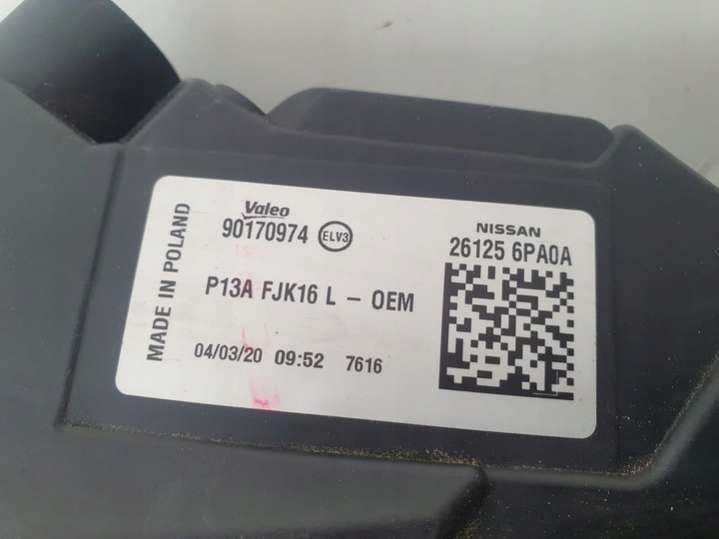 MADE IN POLAND
Valeo
90170974 ELV3
NISSAN
26125 6PA0A
P13A FJK16 L - OEM
04/03/20 09:52 7616